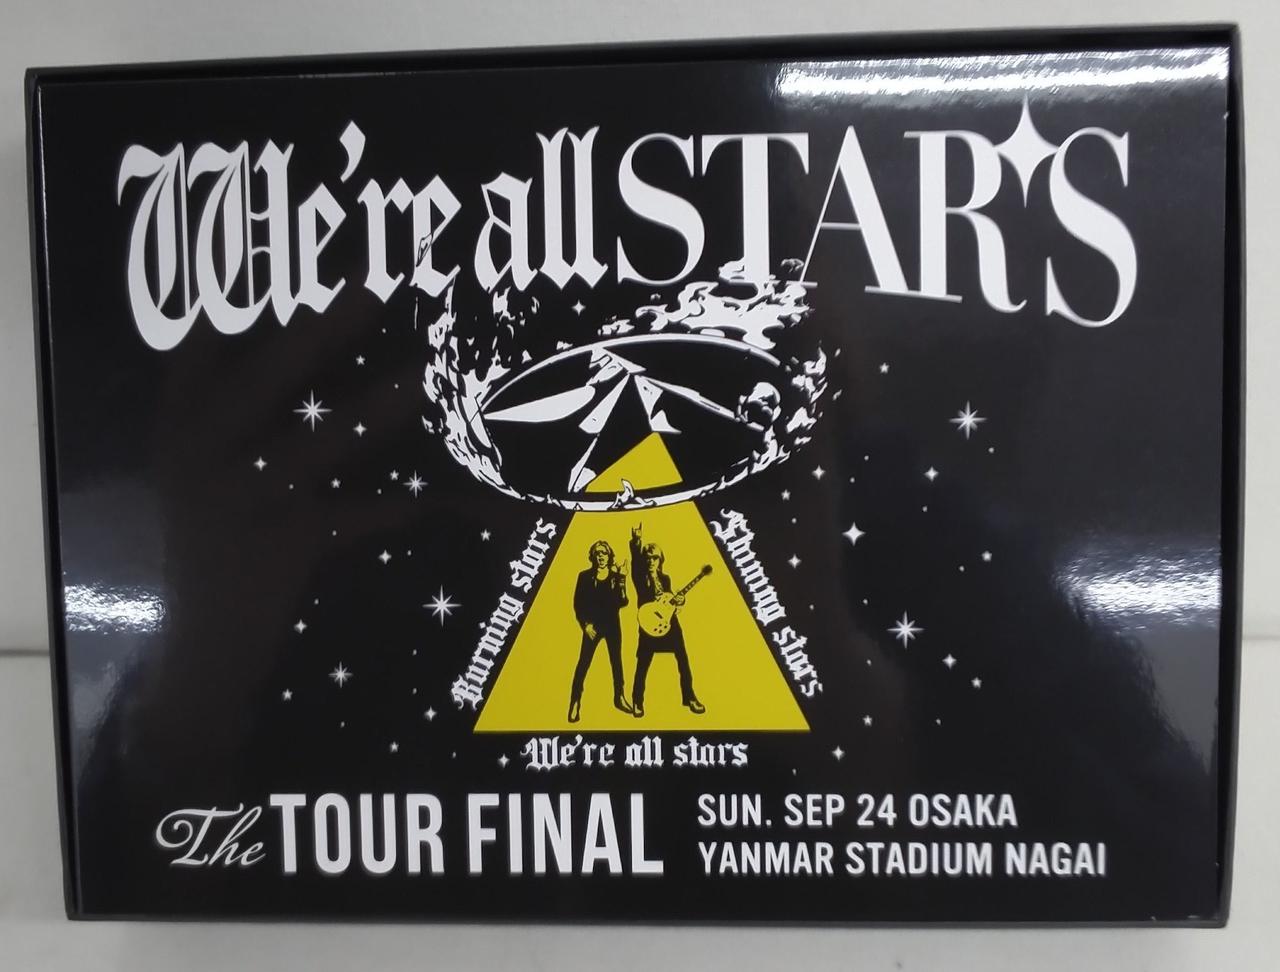 We're all STAR'S
Burning stars
Shining stars
We're all stars
The TOUR FINAL
SUN. SEP 24 OSAKA
YANMAR STADIUM NAGAI